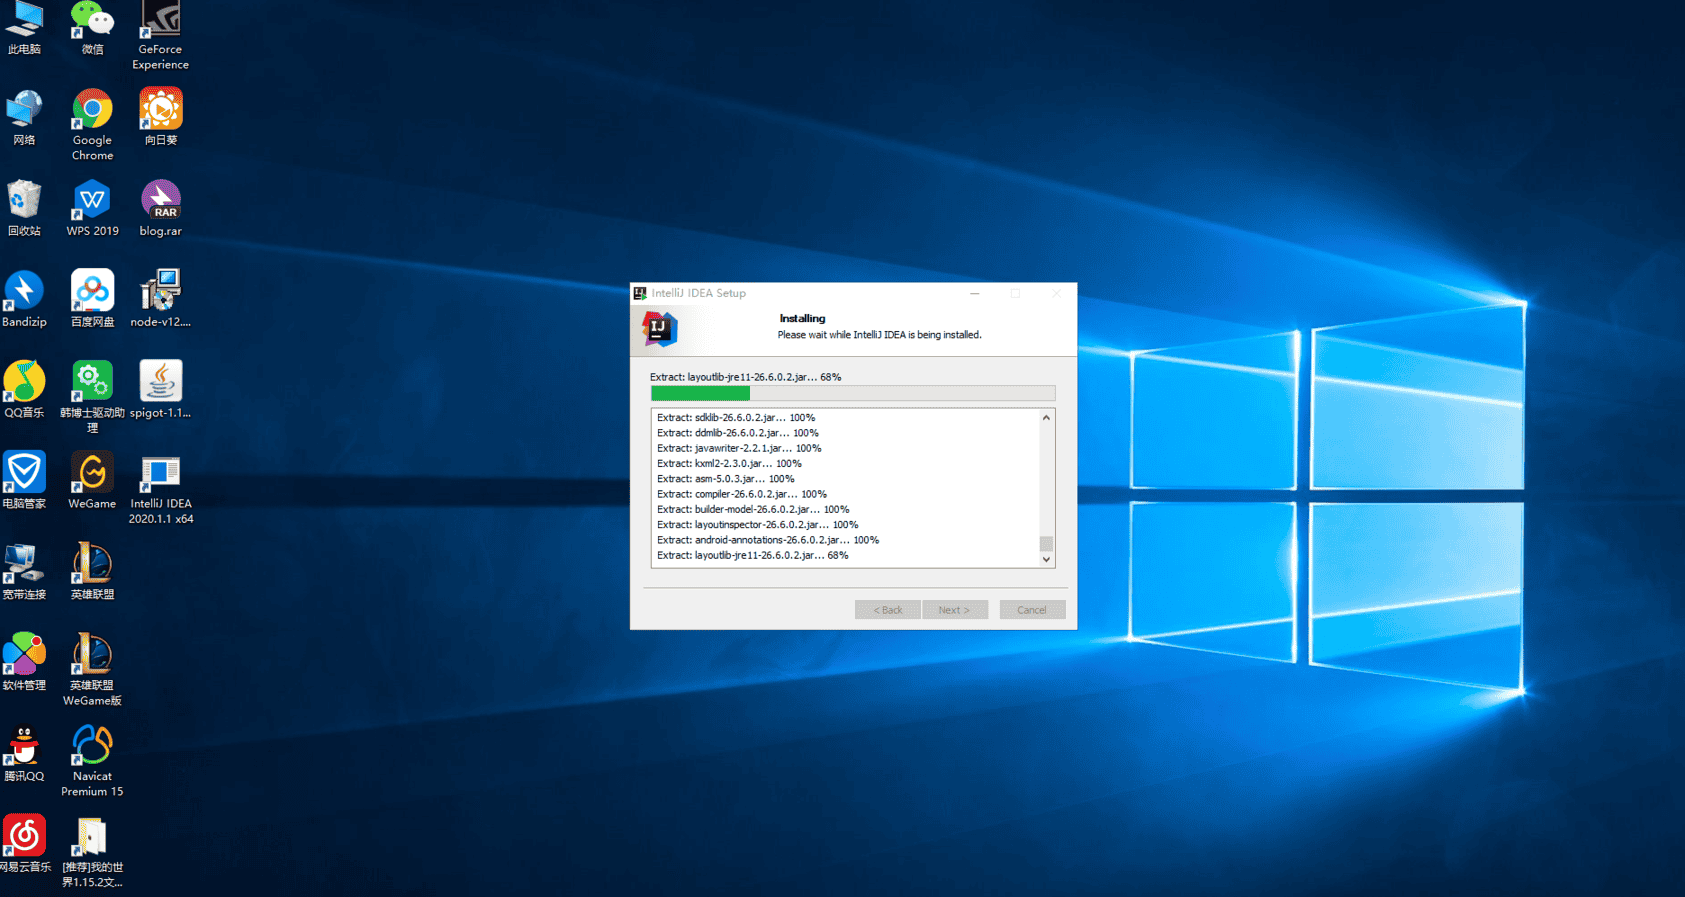 此电脑
微信
GeForce
Experience
网络
Google
Chrome
向日葵
回收站
WPS 2019
RAR
blog.rar
Bandizip
百度网盘
node-v12....
QQ音乐
韩博士驱动助
理
spigot-1.1...
电脑管家
WeGame
IntelliJ IDEA
2020.1.1 x64
宽带连接
英雄联盟
软件管理
英雄联盟
WeGame版
腾讯QQ
Navicat
Premium 15
网易云音乐
[推荐]我的世
界1.15.2文...
IntelliJ IDEA Setup
IJ
Installing
Please wait while IntelliJ IDEA is being installed.
Extract: layoutlib-jre11-26.6.0.2.jar... 68%
Extract: sdklib-26.6.0.2.jar... 100%
Extract: ddmlib-26.6.0.2.jar... 100%
Extract: javawriter-2.2.1.jar... 100%
Extract: kxml2-2.3.0.jar... 100%
Extract: asm-5.0.3.jar... 100%
Extract: compiler-26.6.0.2.jar... 100%
Extract: builder-model-26.6.0.2.jar... 100%
Extract: layoutinspector-26.6.0.2.jar... 100%
Extract: android-annotations-26.6.0.2.jar... 100%
Extract: layoutlib-jre11-26.6.0.2.jar... 68%
< Back
Next >
Cancel